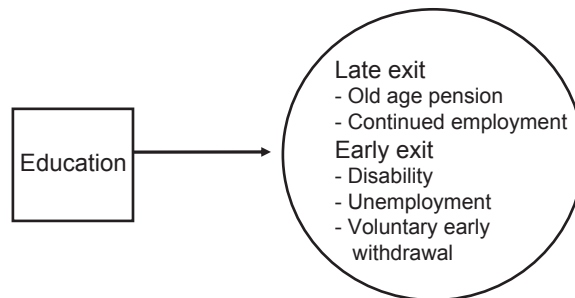 Education
Late exit
- Old age pension
- Continued employment
Early exit
- Disability
- Unemployment
- Voluntary early
withdrawal